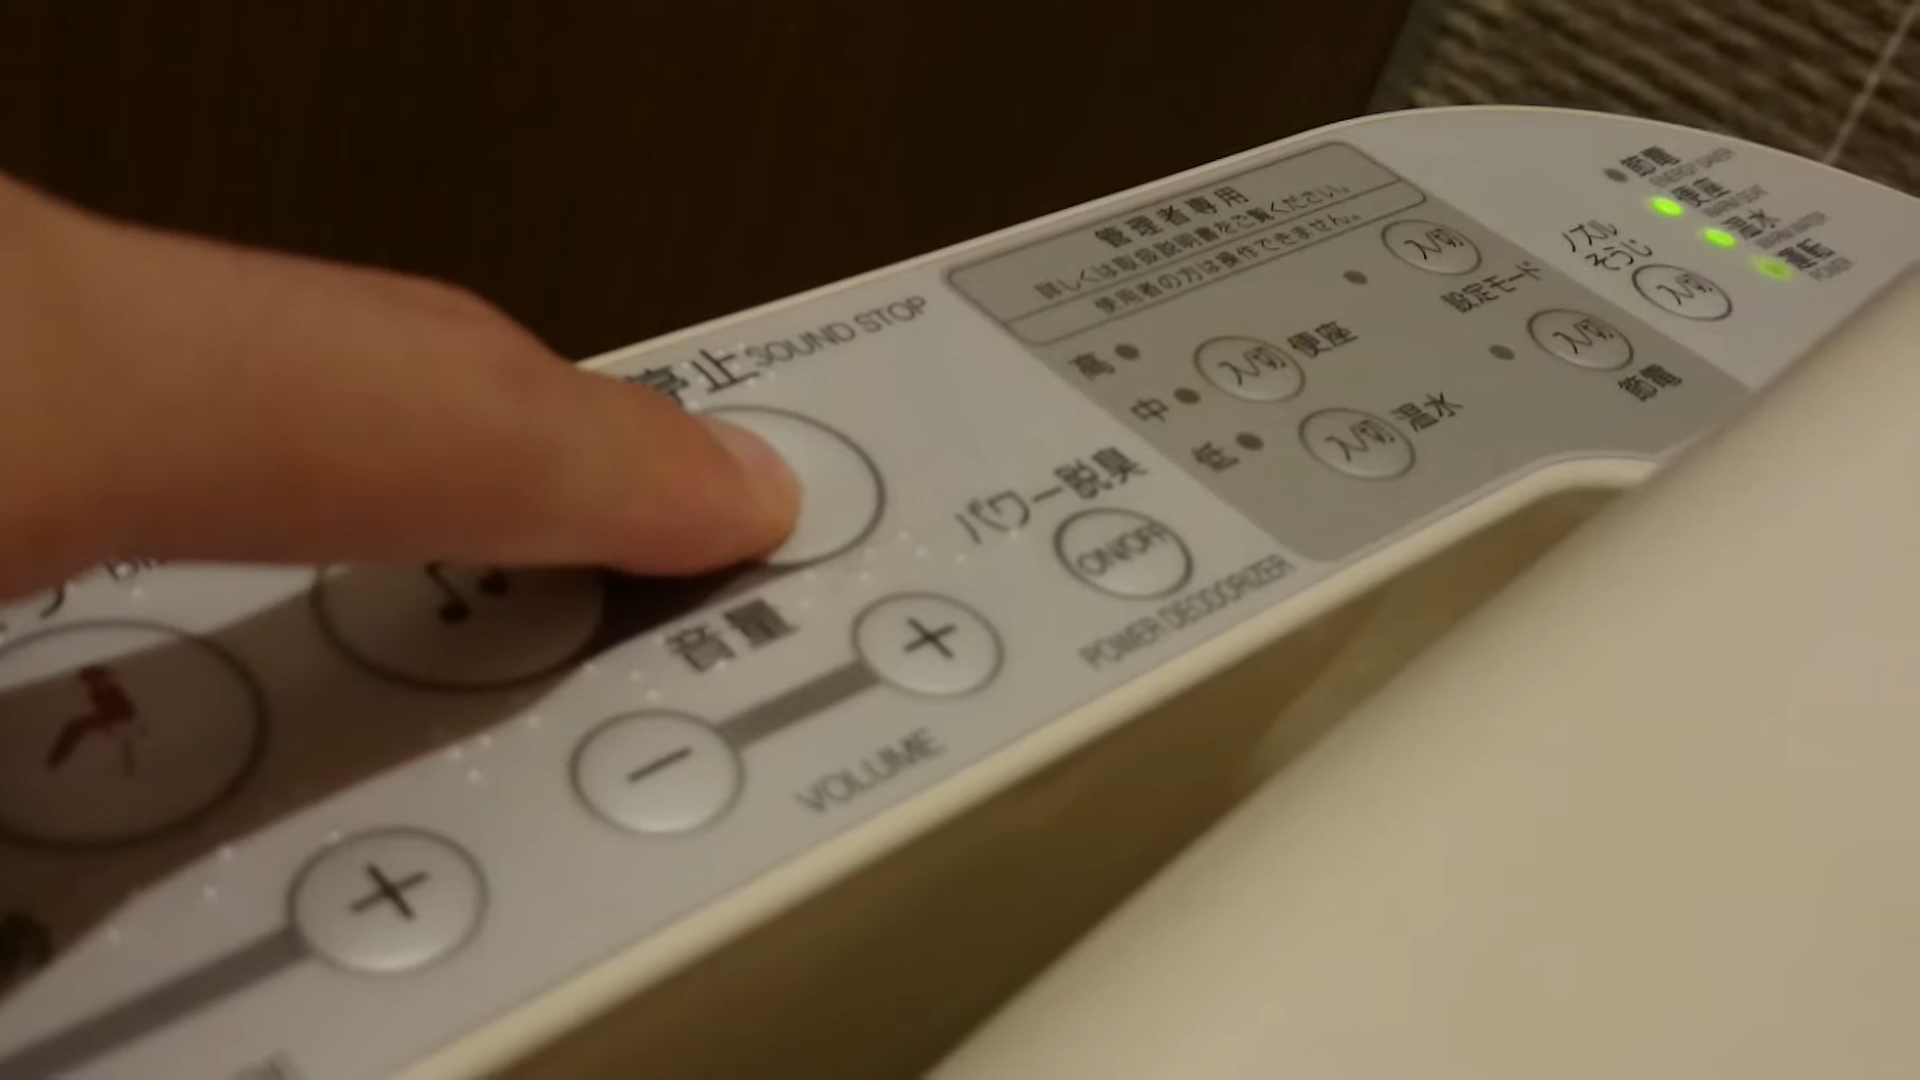 停止 SOUND STOP
音量
VOLUME
パワー脱臭
ON/OFF
POWER DEODORIZER
管理者専用
詳しくは取扱説明書をご覧ください。
使用者の方は操作できません。
高
中
低
入/切 便座
入/切 温水
入/切
設定モード
入/切
節電
ノズル
そうじ
入/切
節電
ENERGY SAVER
便座
温水
運転
POWER